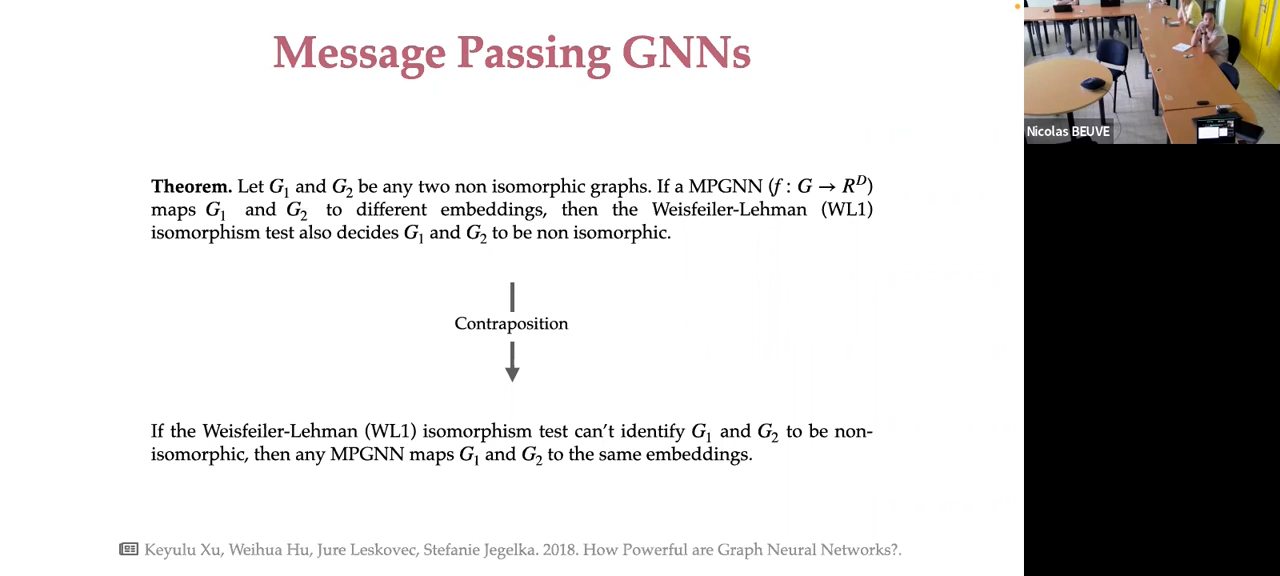 Message Passing GNNs
Theorem. Let G1 and G2 be any two non isomorphic graphs. If a MPGNN (f : G → R^D)
maps G1 and G2 to different embeddings, then the Weisfeiler-Lehman (WL1)
isomorphism test also decides G1 and G2 to be non isomorphic.
Contraposition
If the Weisfeiler-Lehman (WL1) isomorphism test can't identify G1 and G2 to be non-
isomorphic, then any MPGNN maps G1 and G2 to the same embeddings.
Keyulu Xu, Weihua Hu, Jure Leskovec, Stefanie Jegelka. 2018. How Powerful are Graph Neural Networks?.
Nicolas BEUVE